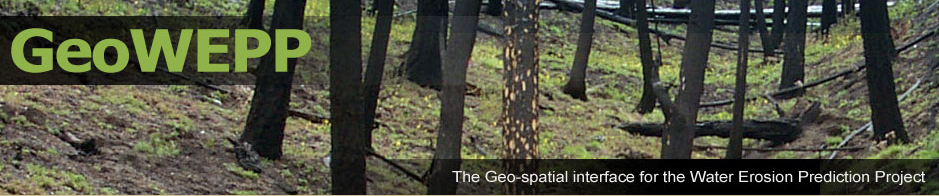 GeoWEPP
The Geo-spatial interface for the Water Erosion Prediction Project